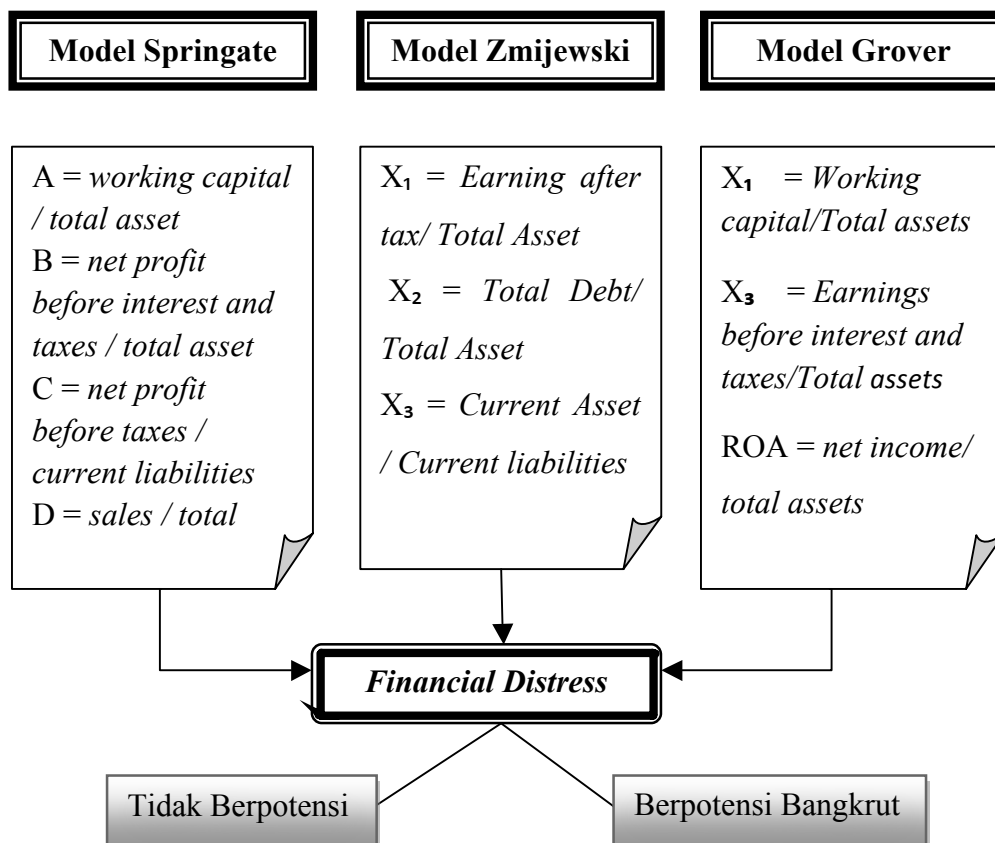 Model Springate
Model Zmijewski
Model Grover
A = working capital
/ total asset
B = net profit
before interest and
taxes / total asset
C = net profit
before taxes /
current liabilities
D = sales / total
X₁ = Earning after
tax/ Total Asset
X₂ = Total Debt/
Total Asset
X₃ = Current Asset
/ Current liabilities
X₁ = Working
capital/Total assets
X₃ = Earnings
before interest and
taxes/Total assets
ROA = net income/
total assets
Financial Distress
Tidak Berpotensi
Berpotensi Bangkrut